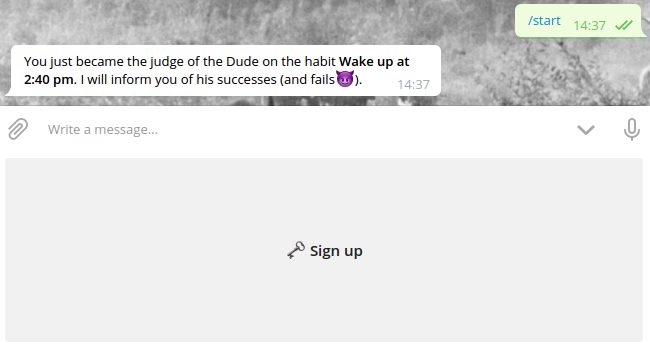 /start 14:37
You just became the judge of the Dude on the habit Wake up at
2:40 pm. I will inform you of his successes (and fails😈).
14:37
Write a message...
Sign up